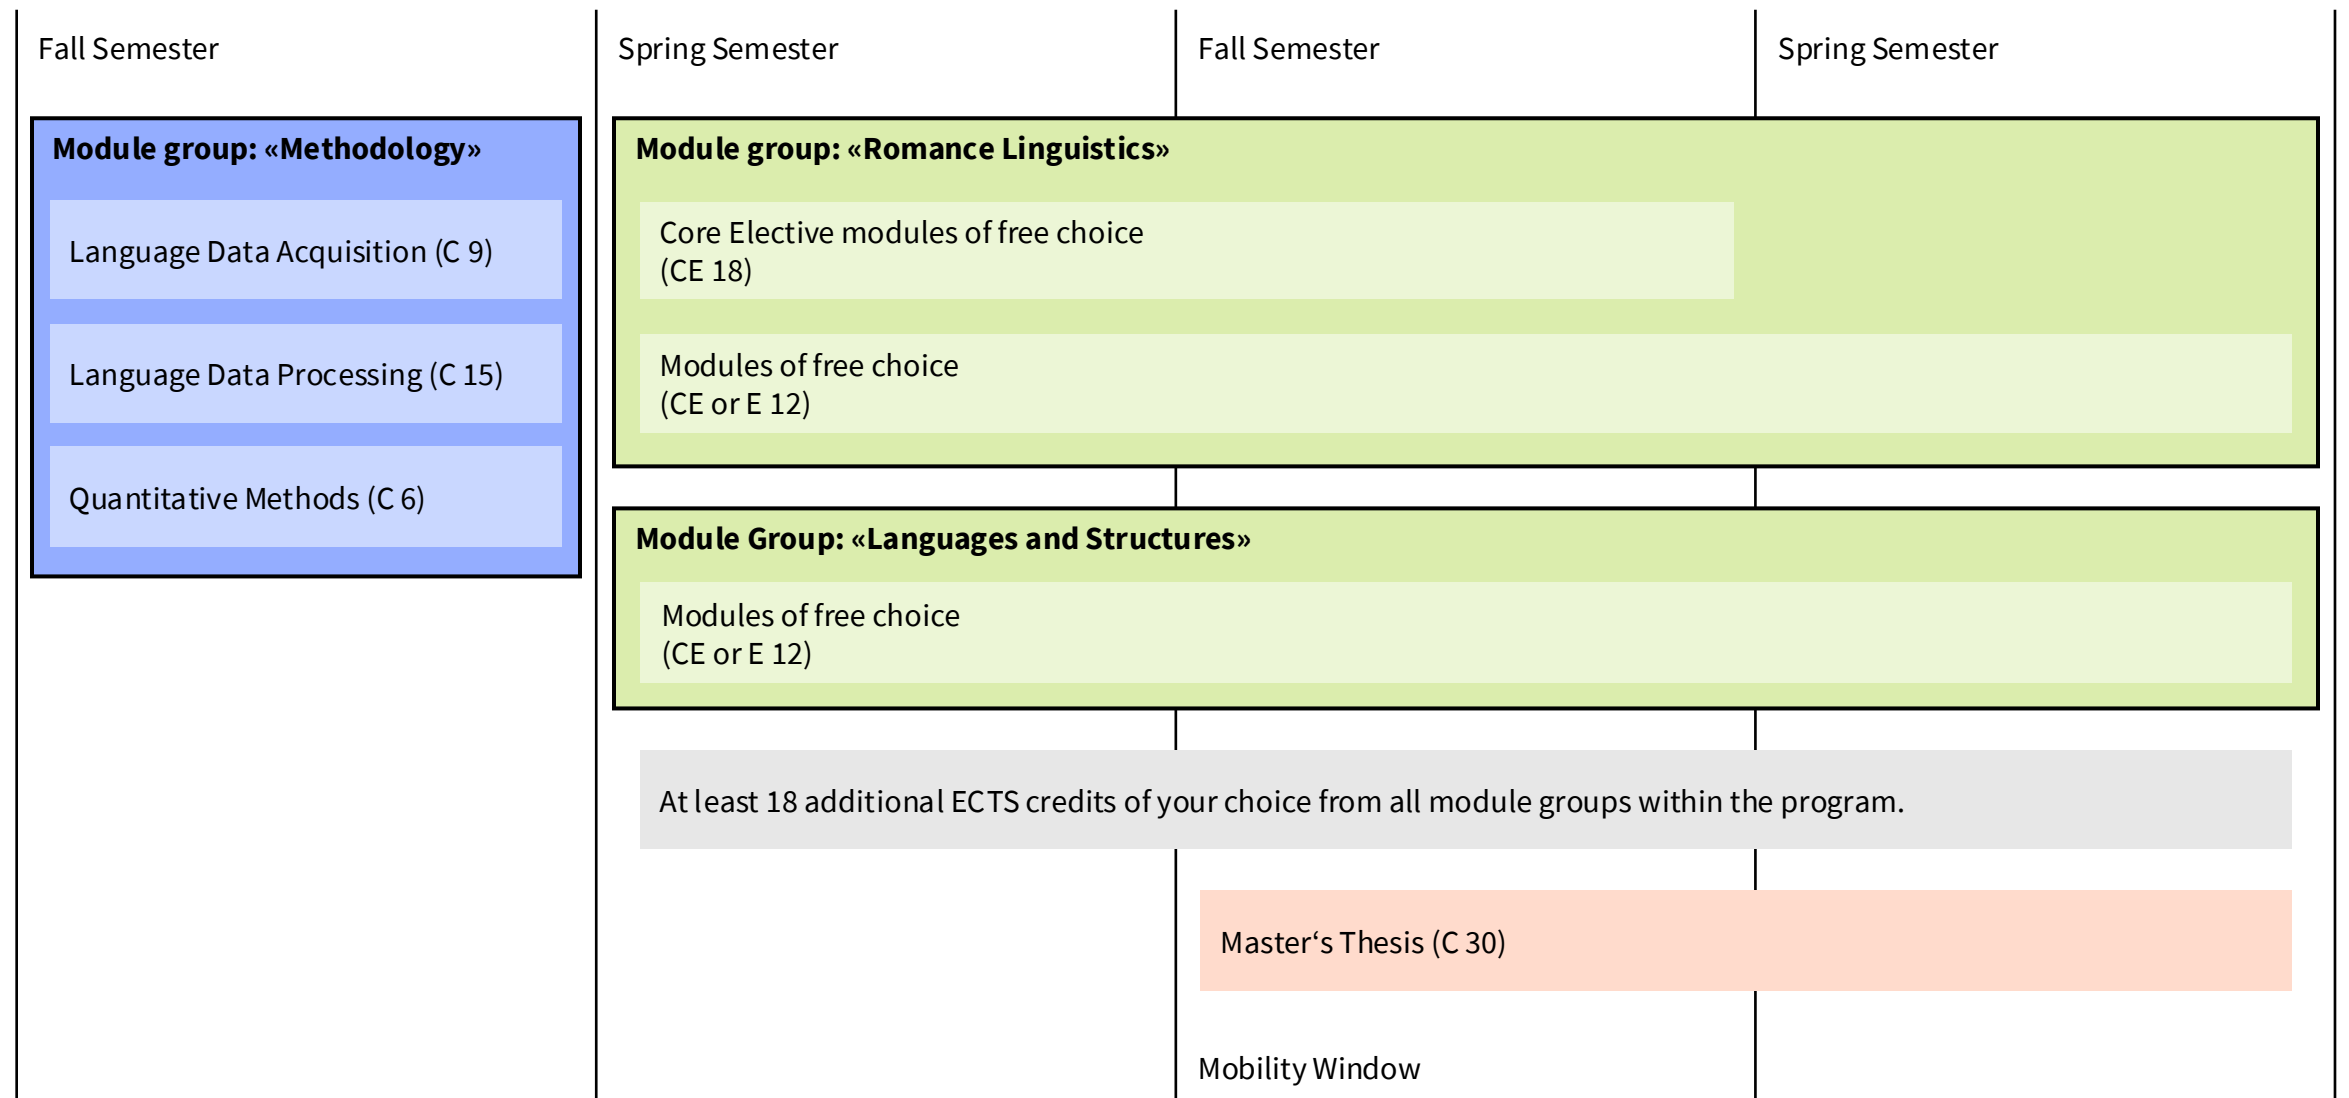 Fall Semester
Spring Semester
Fall Semester
Spring Semester
Module group: «Methodology»
Language Data Acquisition (C 9)
Language Data Processing (C 15)
Quantitative Methods (C 6)
Module group: «Romance Linguistics»
Core Elective modules of free choice
(CE 18)
Modules of free choice
(CE or E 12)
Module Group: «Languages and Structures»
Modules of free choice
(CE or E 12)
At least 18 additional ECTS credits of your choice from all module groups within the program.
Master‘s Thesis (C 30)
Mobility Window